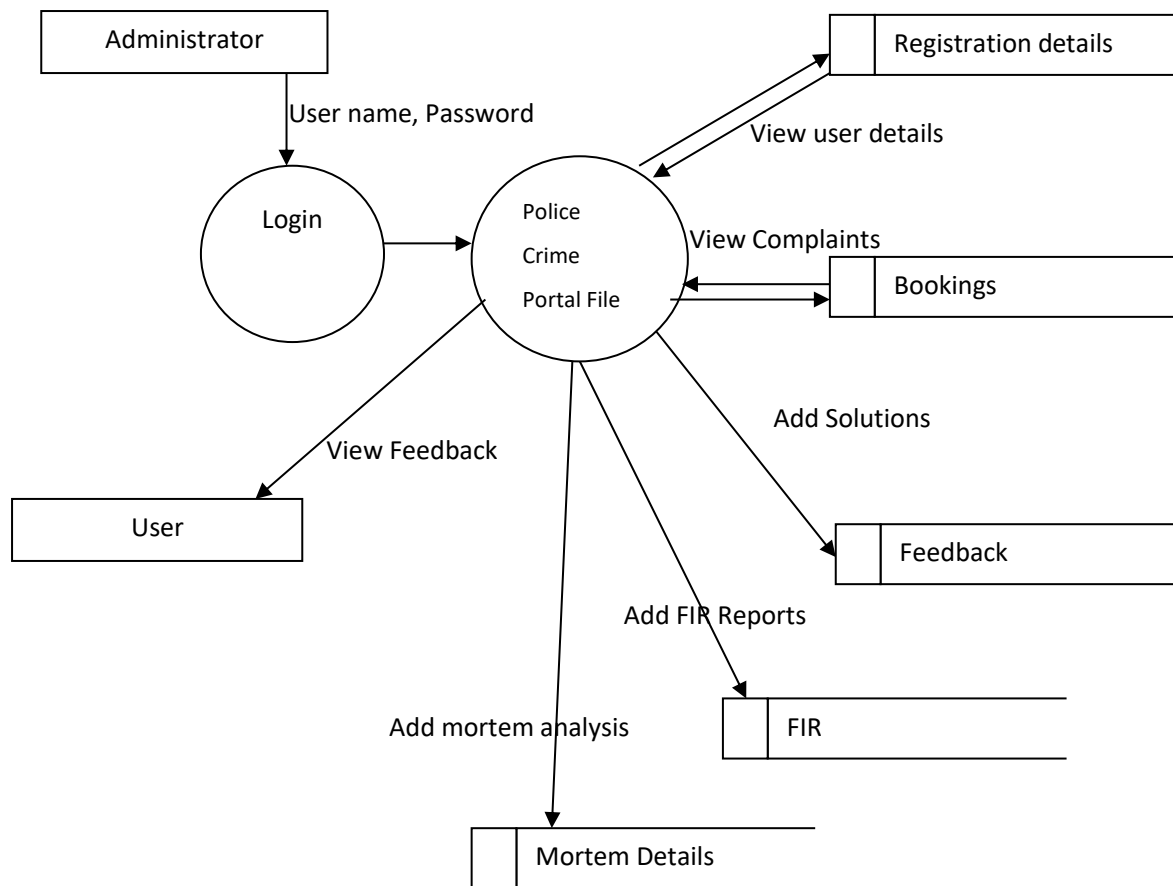 Administrator
Registration details
User name, Password
View user details
Login
Police
Crime
Portal File
View Complaints
Bookings
Add Solutions
View Feedback
User
Feedback
Add FIR Reports
Add mortem analysis
FIR
Mortem Details